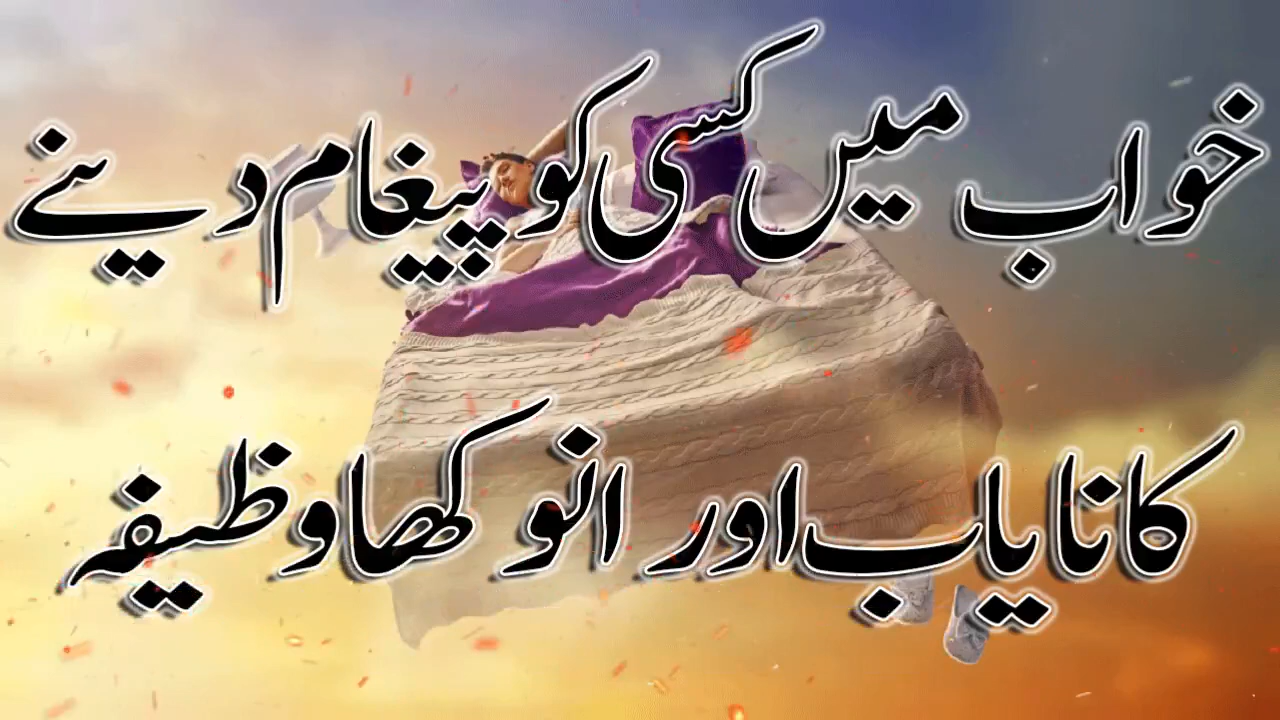 خواب میں کسی کو پیغام دینے
کا نایاب اور انوکھا وظیفہ